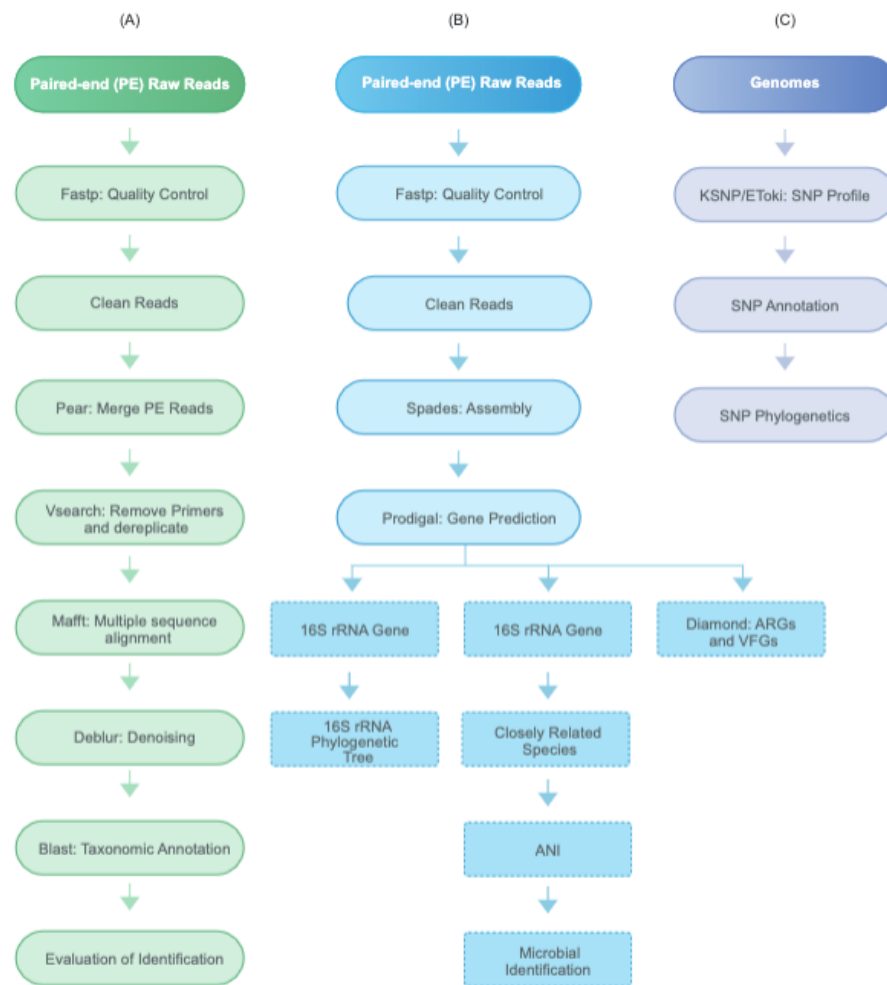 (A)
(B)
(C)
Paired-end (PE) Raw Reads
Paired-end (PE) Raw Reads
Genomes
Fastp: Quality Control
Fastp: Quality Control
KSNP/EToki: SNP Profile
Clean Reads
Clean Reads
SNP Annotation
Pear: Merge PE Reads
Spades: Assembly
SNP Phylogenetics
Vsearch: Remove Primers
and dereplicate
Prodigal: Gene Prediction
Mafft: Multiple sequence
alignment
16S rRNA Gene
16S rRNA Gene
Diamond: ARGs
and VFGs
Deblur: Denoising
16S rRNA
Phylogenetic
Tree
Closely Related
Species
Blast: Taxonomic Annotation
ANI
Evaluation of Identification
Microbial
Identification